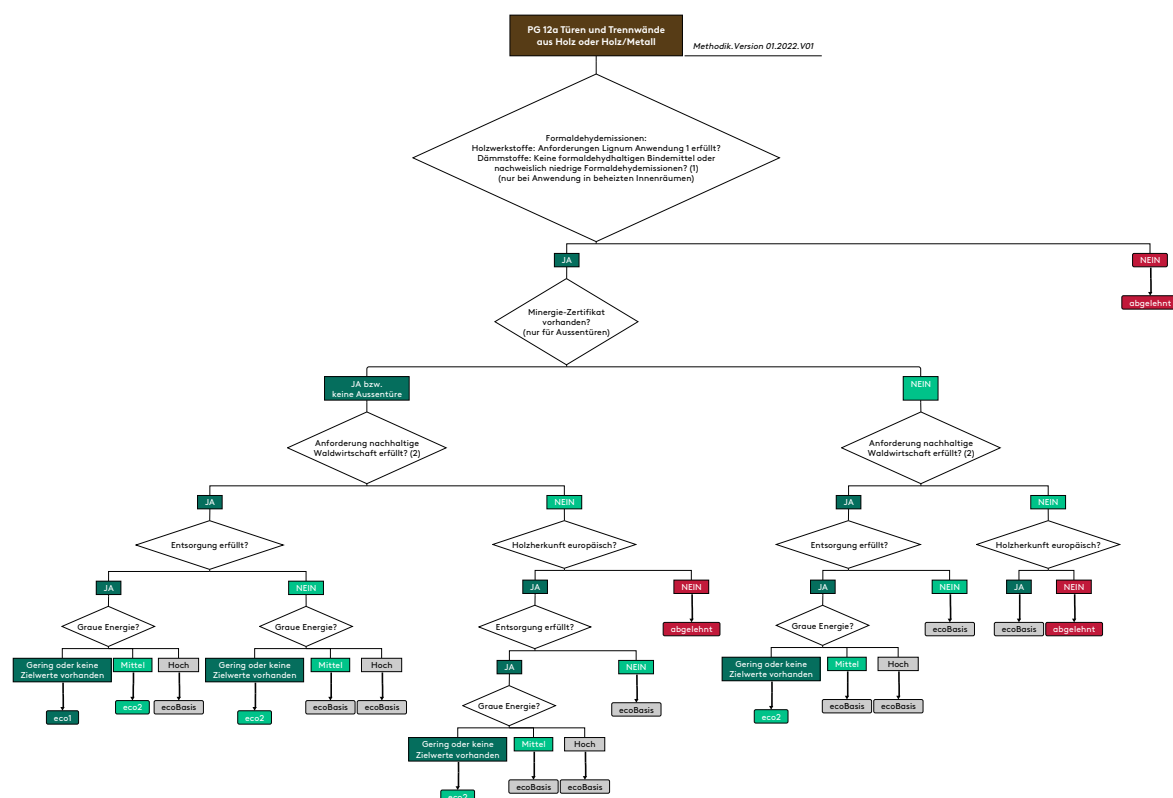 PG 12a Türen und Trennwände
aus Holz oder Holz/Metall
Methodik.Version 01.2022.V01
Formaldehydemissionen:
Holzwerkstoffe: Anforderungen Lignum Anwendung 1 erfüllt?
Dämmstoffe: Keine formaldehydhaltigen Bindemittel oder
nachweislich niedrige Formaldehydemissionen? (1)
(nur bei Anwendung in beheizten Innenräumen)
JA
NEIN
abgelehnt
Minergie-Zertifikat
vorhanden?
(nur für Aussentüren)
JA bzw.
keine Aussentüre
NEIN
Anforderung nachhaltige
Waldwirtschaft erfüllt? (2)
Anforderung nachhaltige
Waldwirtschaft erfüllt? (2)
JA
NEIN
JA
NEIN
Entsorgung erfüllt?
Holzherkunft europäisch?
Entsorgung erfüllt?
Holzherkunft europäisch?
JA
NEIN
JA
NEIN
JA
NEIN
JA
NEIN
Graue Energie?
Graue Energie?
Entsorgung erfüllt?
abgelehnt
Graue Energie?
ecoBasis
ecoBasis
abgelehnt
Gering oder keine
Zielwerte vorhanden
Mittel
Hoch
Gering oder keine
Zielwerte vorhanden
Mittel
Hoch
JA
NEIN
Gering oder keine
Zielwerte vorhanden
Mittel
Hoch
eco1
eco2
ecoBasis
eco2
ecoBasis
ecoBasis
Graue Energie?
ecoBasis
eco2
ecoBasis
ecoBasis
Gering oder keine
Zielwerte vorhanden
Mittel
Hoch
eco2
ecoBasis
ecoBasis